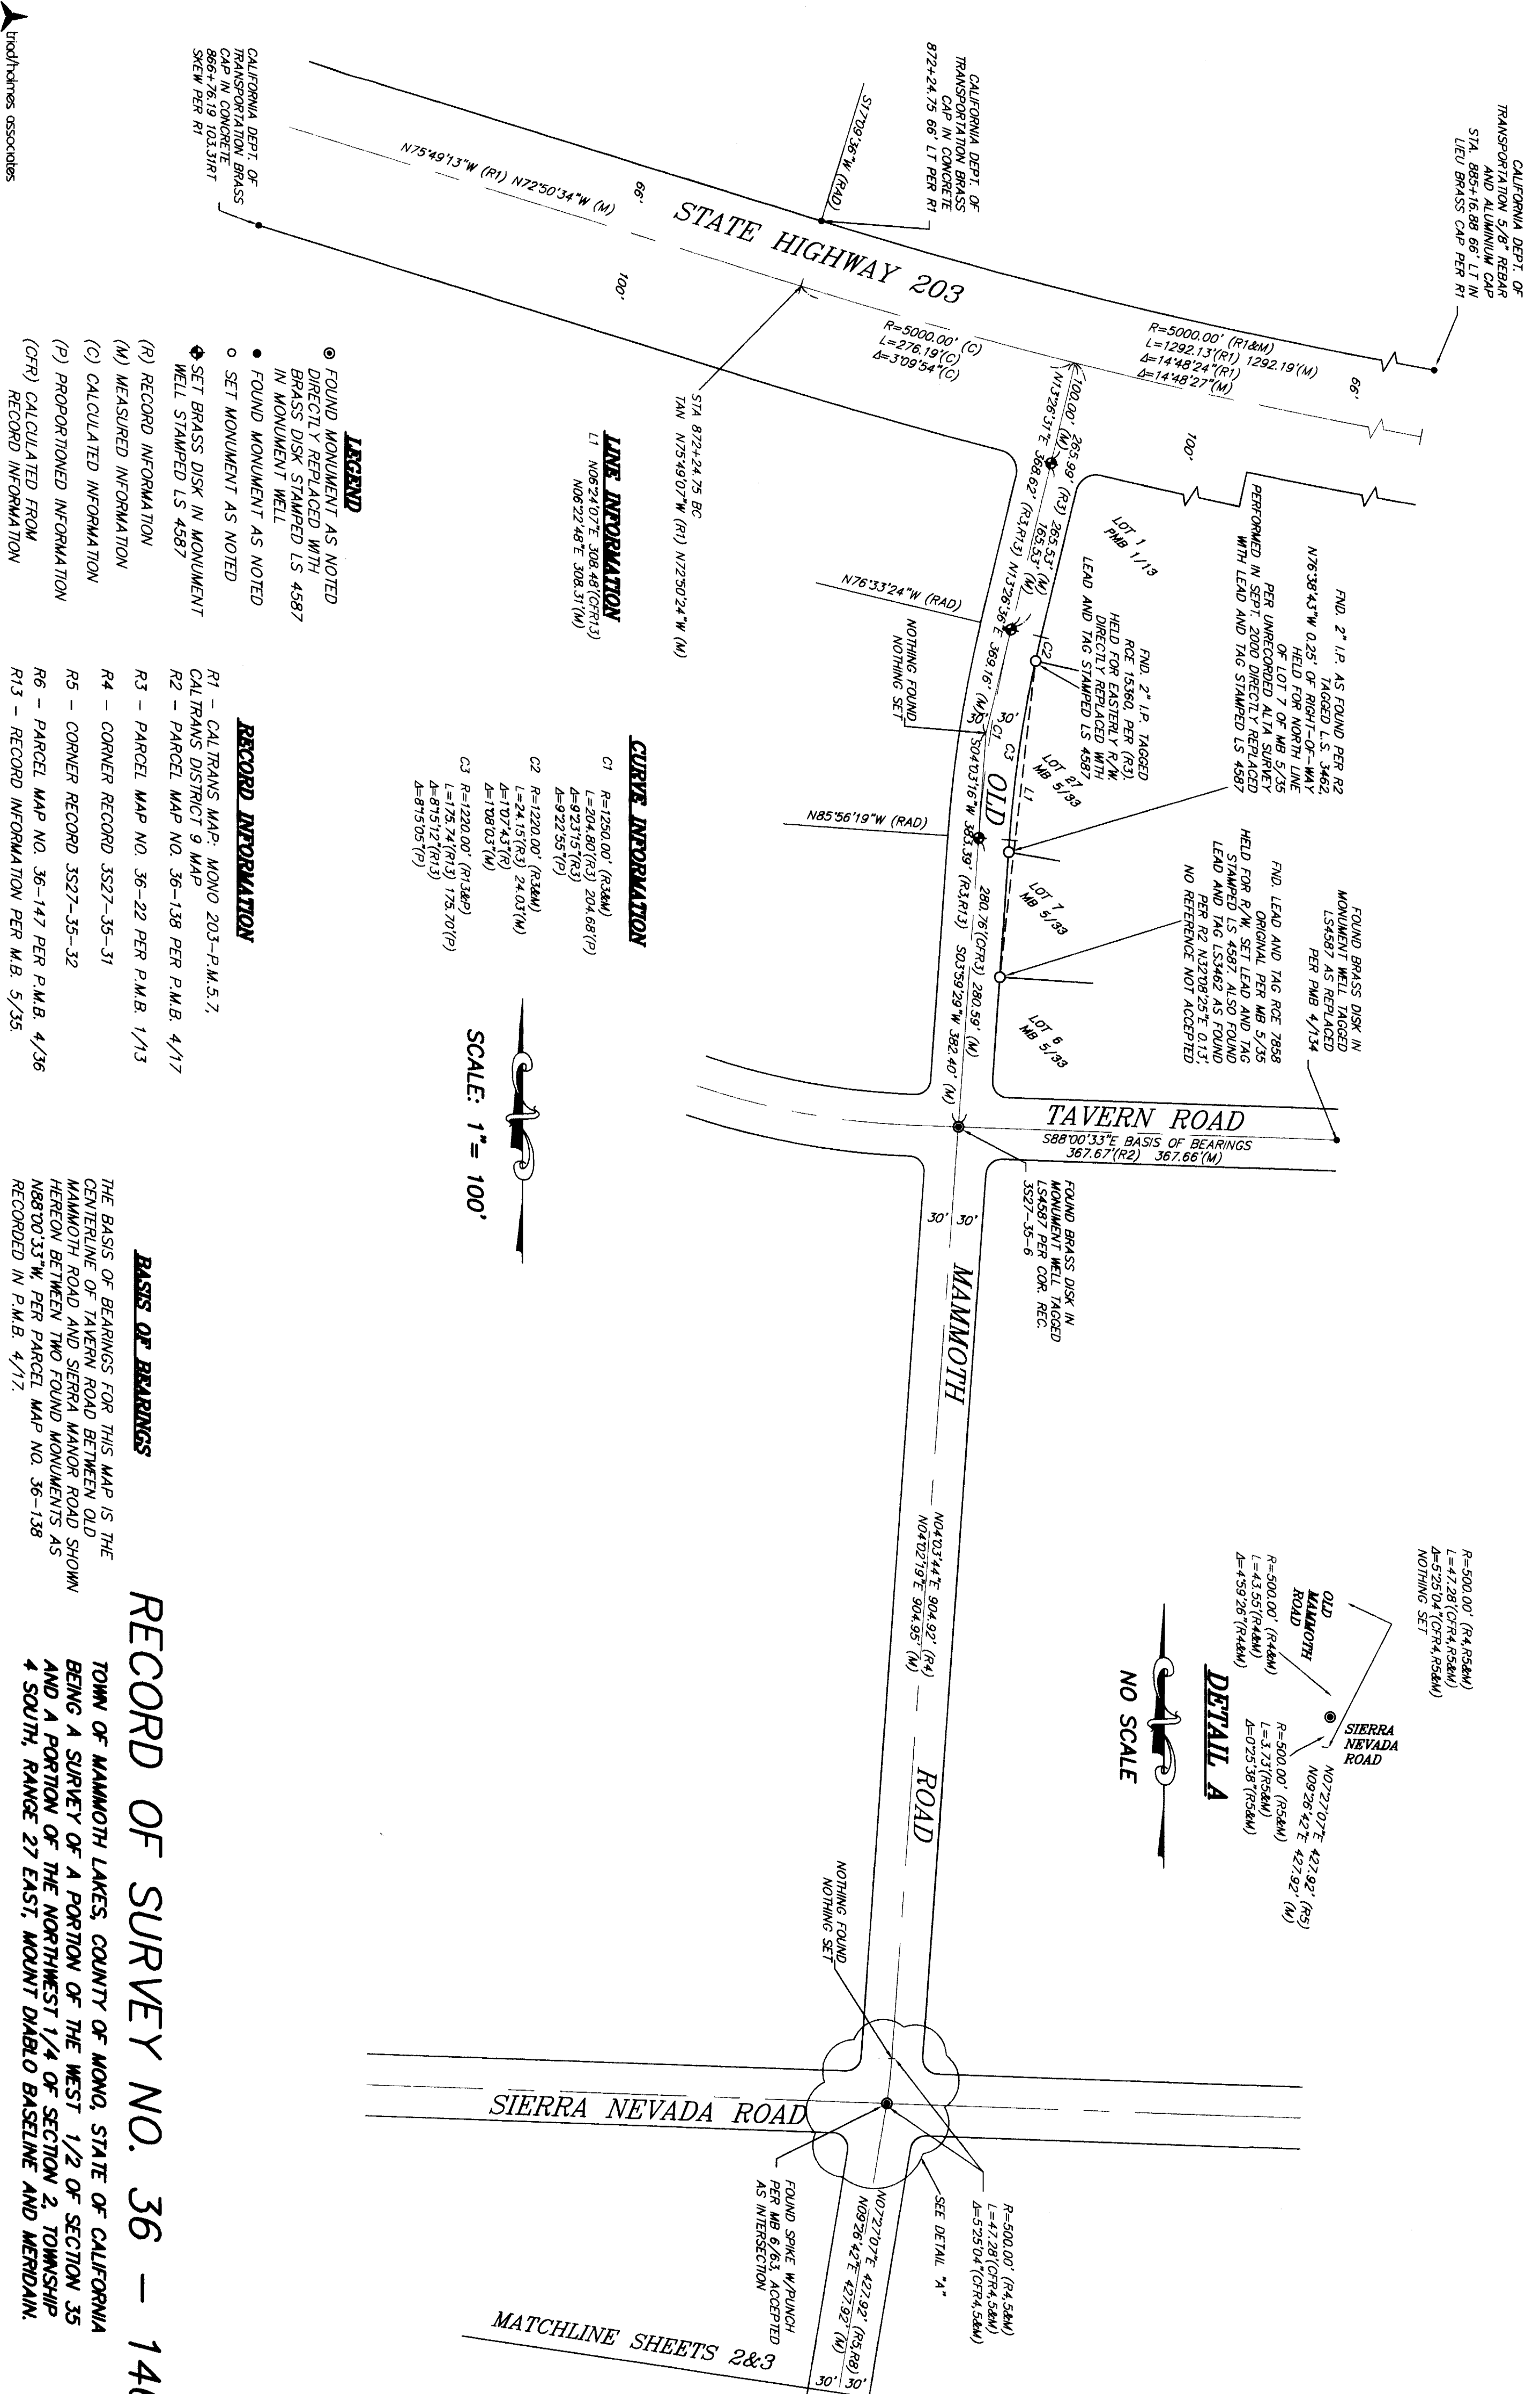 CALIFORNIA DEPT. OF
TRANSPORTATION 5/8" REBAR
AND ALUMINIUM CAP
STA. 885+16.88 66' LT IN
LIEU BRASS CAP PER R1
CALIFORNIA DEPT. OF
TRANSPORTATION BRASS
CAP IN CONCRETE
872+24.75 66' LT PER R1
S17°09'36"W (RAD)
CALIFORNIA DEPT. OF
TRANSPORTATION BRASS
CAP IN CONCRETE
866+76.19 103.31RT
SKEW PER R1
N75°49'13"W (R1) N72°50'34"W (M)
66'
100'
STATE HIGHWAY 203
R=5000.00' (C)
L=276.19'(C)
Δ=3°09'54"(C)
R=5000.00' (R1&M)
L=1292.13'(R1) 1292.19'(M)
Δ=14°48'24"(R1)
Δ=14°48'27"(M)
66'
100'
STA 872+24.75 BC
TAN N75°49'07"W (R1) N72°50'24"W (M)
100.00' (M)
265.99' (R3) 265.53' (M)
165.53' (M)
N13°26'31"E 368.62' (R3,R13) N13°26'36"E 369.16' (M)
LOT 1
PMB 1/13
N76°33'24"W (RAD)
NOTHING FOUND
NOTHING SET
FND. 2" I.P. TAGGED
RCE 15360, PER (R3),
HELD FOR EASTERLY R/W.
DIRECTLY REPLACED WITH
LEAD AND TAG STAMPED LS 4587
FND. 2" I.P. AS FOUND PER R2
N76°38'43"W 0.25' OF RIGHT-OF-WAY
TAGGED L.S. 3462,
HELD FOR NORTH LINE
OF LOT 7 OF MB 5/35
PER UNRECORDED ALTA SURVEY
PERFORMED IN SEPT. 2000 DIRECTLY REPLACED
WITH LEAD AND TAG STAMPED LS 4587
C2
30' 30'
C1 C3
L1
LOT 27
MB 5/33
OLD
S04°03'16"W 383.39' (R3,R13) S03°59'29"W 382.40' (M)
N85°56'19"W (RAD)
280.76'(CFR3) 280.59' (M)
LOT 7
MB 5/33
LOT 6
MB 5/33
FND. LEAD AND TAG RCE 7858
ORIGINAL PER MB 5/35
HELD FOR R/W, SET LEAD AND TAG
STAMPED LS 4587. ALSO FOUND
LEAD AND TAG LS3462 AS FOUND
PER R2 N32°08'25"E 0.13',
NO REFERENCE NOT ACCEPTED
FOUND BRASS DISK IN
MONUMENT WELL TAGGED
LS4587 AS REPLACED
PER PMB 4/134
TAVERN ROAD
S88°00'33"E BASIS OF BEARINGS
367.67'(R2) 367.66'(M)
FOUND BRASS DISK IN
MONUMENT WELL TAGGED
LS4587 PER COR. REC.
3S27-35-6
30' 30'
MAMMOTH
N04°03'44"E 904.92' (R4)
N04°02'19"E 904.95' (M)
ROAD
NOTHING FOUND
NOTHING SET
SIERRA NEVADA ROAD
FOUND SPIKE W/PUNCH
PER MB 6/63, ACCEPTED
AS INTERSECTION
SEE DETAIL "A"
R=500.00' (R4,5&M)
L=47.28'(CFR4,5&M)
Δ=5°25'04"(CFR4,5&M)
N07°27'07"E 427.92' (R5,R8)
N09°26'42"E 427.92' (M)
30' 30'
MATCHLINE SHEETS 2&3
R=500.00' (R4,R5&M)
L=47.28'(CFR4,R5&M)
Δ=5°25'04"(CFR4,R5&M)
NOTHING SET
OLD
MAMMOTH
ROAD
R=500.00' (R4&M)
L=43.55'(R4&M)
Δ=4°59'26"(R4&M)
SIERRA
NEVADA
ROAD
N07°27'07"E 427.92' (R5)
N09°26'42"E 427.92' (M)
R=500.00' (R5&M)
L=3.73'(R5&M)
Δ=0°25'38"(R5&M)
DETAIL A
NO SCALE
LINE INFORMATION
L1 N06°24'07"E 308.48'(CFR13)
N06°22'48"E 308.31'(M)
CURVE INFORMATION
C1 R=1250.00' (R3&M)
L=204.80'(R3) 204.68'(P)
Δ=9°23'15"(R3)
Δ=9°22'55"(P)
C2 R=1220.00' (R3&M)
L=24.15'(R3) 24.03'(M)
Δ=1°07'43"(R)
Δ=1°08'03"(M)
C3 R=1220.00' (R13&P)
L=175.74'(R13) 175.70'(P)
Δ=8°15'12"(R13)
Δ=8°15'05"(P)
SCALE: 1"= 100'
LEGEND
FOUND MONUMENT AS NOTED
DIRECTLY REPLACED WITH
BRASS DISK STAMPED LS 4587
IN MONUMENT WELL
FOUND MONUMENT AS NOTED
SET MONUMENT AS NOTED
SET BRASS DISK IN MONUMENT
WELL STAMPED LS 4587
(R) RECORD INFORMATION
(M) MEASURED INFORMATION
(C) CALCULATED INFORMATION
(P) PROPORTIONED INFORMATION
(CFR) CALCULATED FROM
RECORD INFORMATION
RECORD INFORMATION
R1 - CALTRANS MAP: MONO 203-P.M.5.7,
CALTRANS DISTRICT 9 MAP
R2 - PARCEL MAP NO. 36-138 PER P.M.B. 4/17
R3 - PARCEL MAP NO. 36-22 PER P.M.B. 1/13
R4 - CORNER RECORD 3S27-35-31
R5 - CORNER RECORD 3S27-35-32
R6 - PARCEL MAP NO. 36-147 PER P.M.B. 4/36
R13 - RECORD INFORMATION PER M.B. 5/35.
BASIS OF BEARINGS
THE BASIS OF BEARINGS FOR THIS MAP IS THE
CENTERLINE OF TAVERN ROAD BETWEEN OLD
MAMMOTH ROAD AND SIERRA MANOR ROAD SHOWN
HEREON BETWEEN TWO FOUND MONUMENTS AS
N88°00'33"W, PER PARCEL MAP NO. 36-138
RECORDED IN P.M.B. 4/17.
RECORD OF SURVEY NO. 36 - 14
TOWN OF MAMMOTH LAKES, COUNTY OF MONO, STATE OF CALIFORNIA
BEING A SURVEY OF A PORTION OF THE WEST 1/2 OF SECTION 35
AND A PORTION OF THE NORTHWEST 1/4 OF SECTION 2, TOWNSHIP
4 SOUTH, RANGE 27 EAST, MOUNT DIABLO BASELINE AND MERIDAIN.
triad/holmes associates